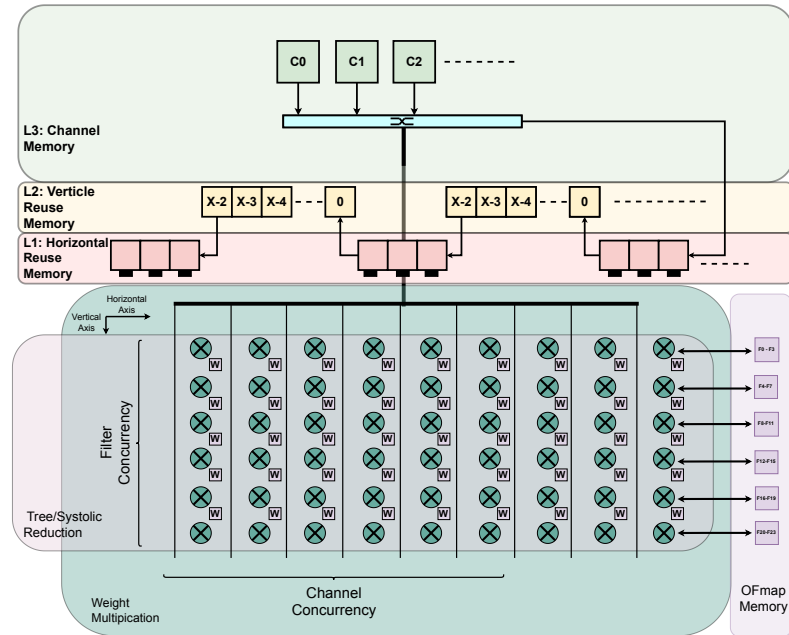 C0 C1 C2
L3: Channel
Memory
L2: Verticle
Reuse
Memory
X-2 X-3 X-4 0 X-2 X-3 X-4 0
L1: Horizontal
Reuse
Memory
Horizontal
Axis
Vertical
Axis
Filter
Concurrency
W W W W W W W W W
W W W W W W W W W
W W W W W W W W W
W W W W W W W W W
W W W W W W W W W
F0 - F3
F4-F7
F8-F11
F12-F15
F16-F19
F20-F23
Tree/Systolic
Reduction
Channel
Concurrency
Weight
Multipication
OFmap
Memory